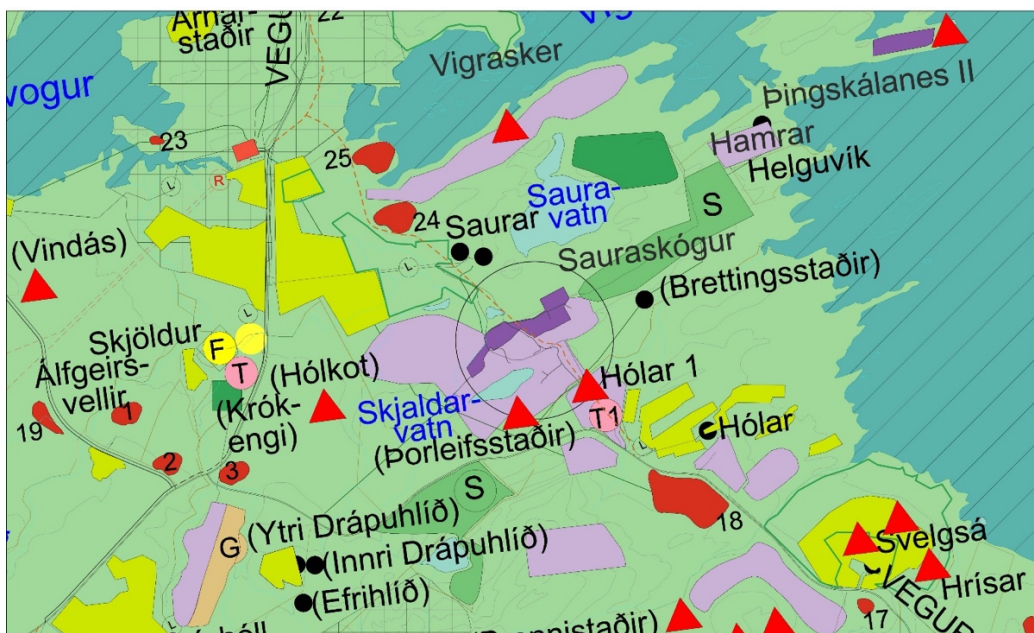 Arnar-
staðir
22
VEGU
Vigrasker
vogur
Þingskálanes II
Hamrar
Helguvík
23
25
L
R
Saura-
vatn
S
24
Saurar
Sauraskógur
(Brettingsstaðir)
(Vindás)
L
L
Skjöldur
F
T
Álfgeirs-
vellir
(Hólkot)
(Krók-
engi)
Skjaldar-
vatn
(Þorleifsstaðir)
Hólar 1
T1
L
Hólar
19
1
2
3
S
18
G
(Ytri Drápuhlíð)
(Innri Drápuhlíð)
(Efrihlíð)
Svelgsá
VEGUR
Hrísar
17
L